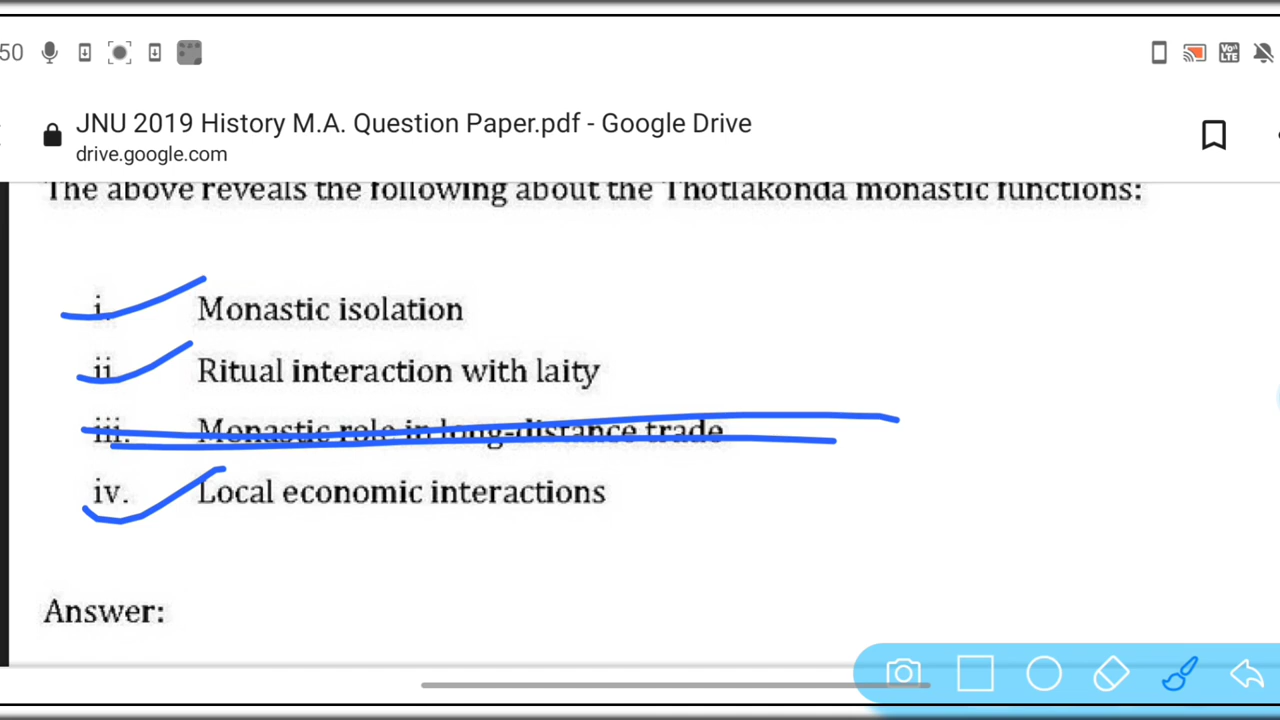 50
VoA LTE
JNU 2019 History M.A. Question Paper.pdf - Google Drive
drive.google.com
The above reveals the following about the Thotlakonda monastic functions:
i. Monastic isolation
ii. Ritual interaction with laity
iii. Monastic role in long-distance trade
iv. Local economic interactions
Answer: